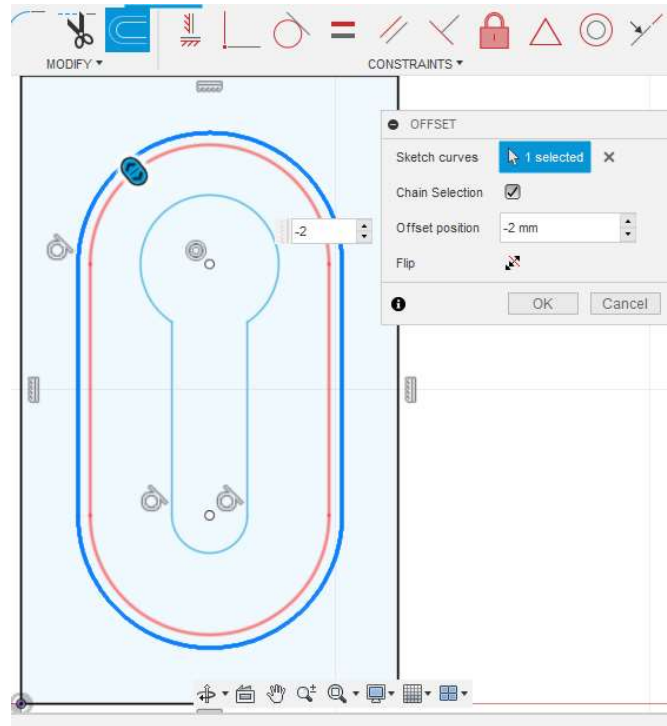 MODIFY ▾
CONSTRAINTS ▾
OFFSET
Sketch curves
1 selected
Chain Selection
Offset position
-2 mm
Flip
OK
Cancel
-2